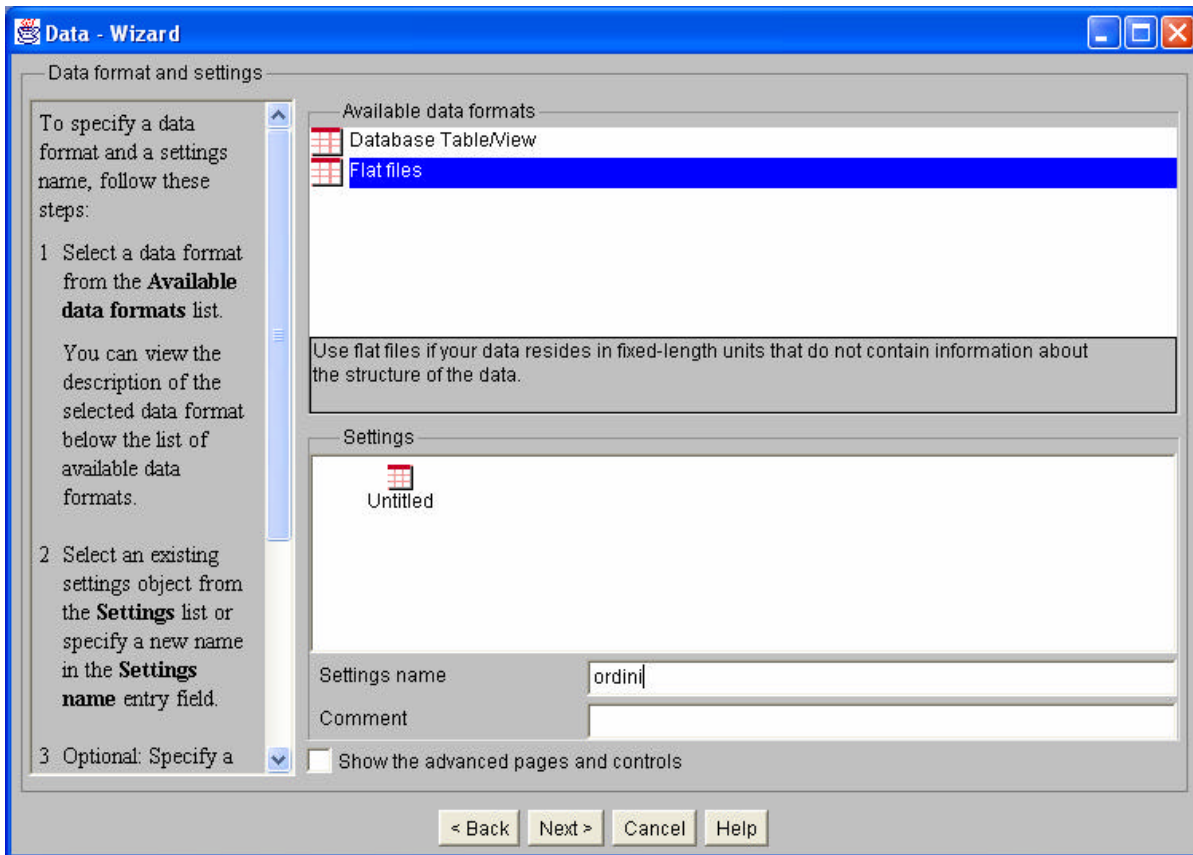 Data - Wizard
Data format and settings
To specify a data
format and a settings
name, follow these
steps:
1 Select a data format
from the Available
data formats list.
You can view the
description of the
selected data format
below the list of
available data
formats.
2 Select an existing
settings object from
the Settings list or
specify a new name
in the Settings
name entry field.
3 Optional: Specify a
Available data formats
Database Table/View
Flat files
Use flat files if your data resides in fixed-length units that do not contain information about
the structure of the data.
Settings
Untitled
Settings name
ordini
Comment
Show the advanced pages and controls
< Back Next > Cancel Help